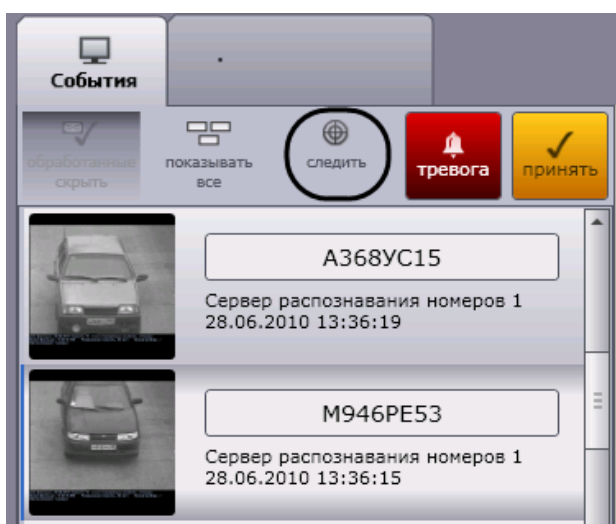 События
обработанные
скрыть
показывать
все
следить
тревога
принять
А368УС15
Сервер распознавания номеров 1
28.06.2010 13:36:19
М946РЕ53
Сервер распознавания номеров 1
28.06.2010 13:36:15